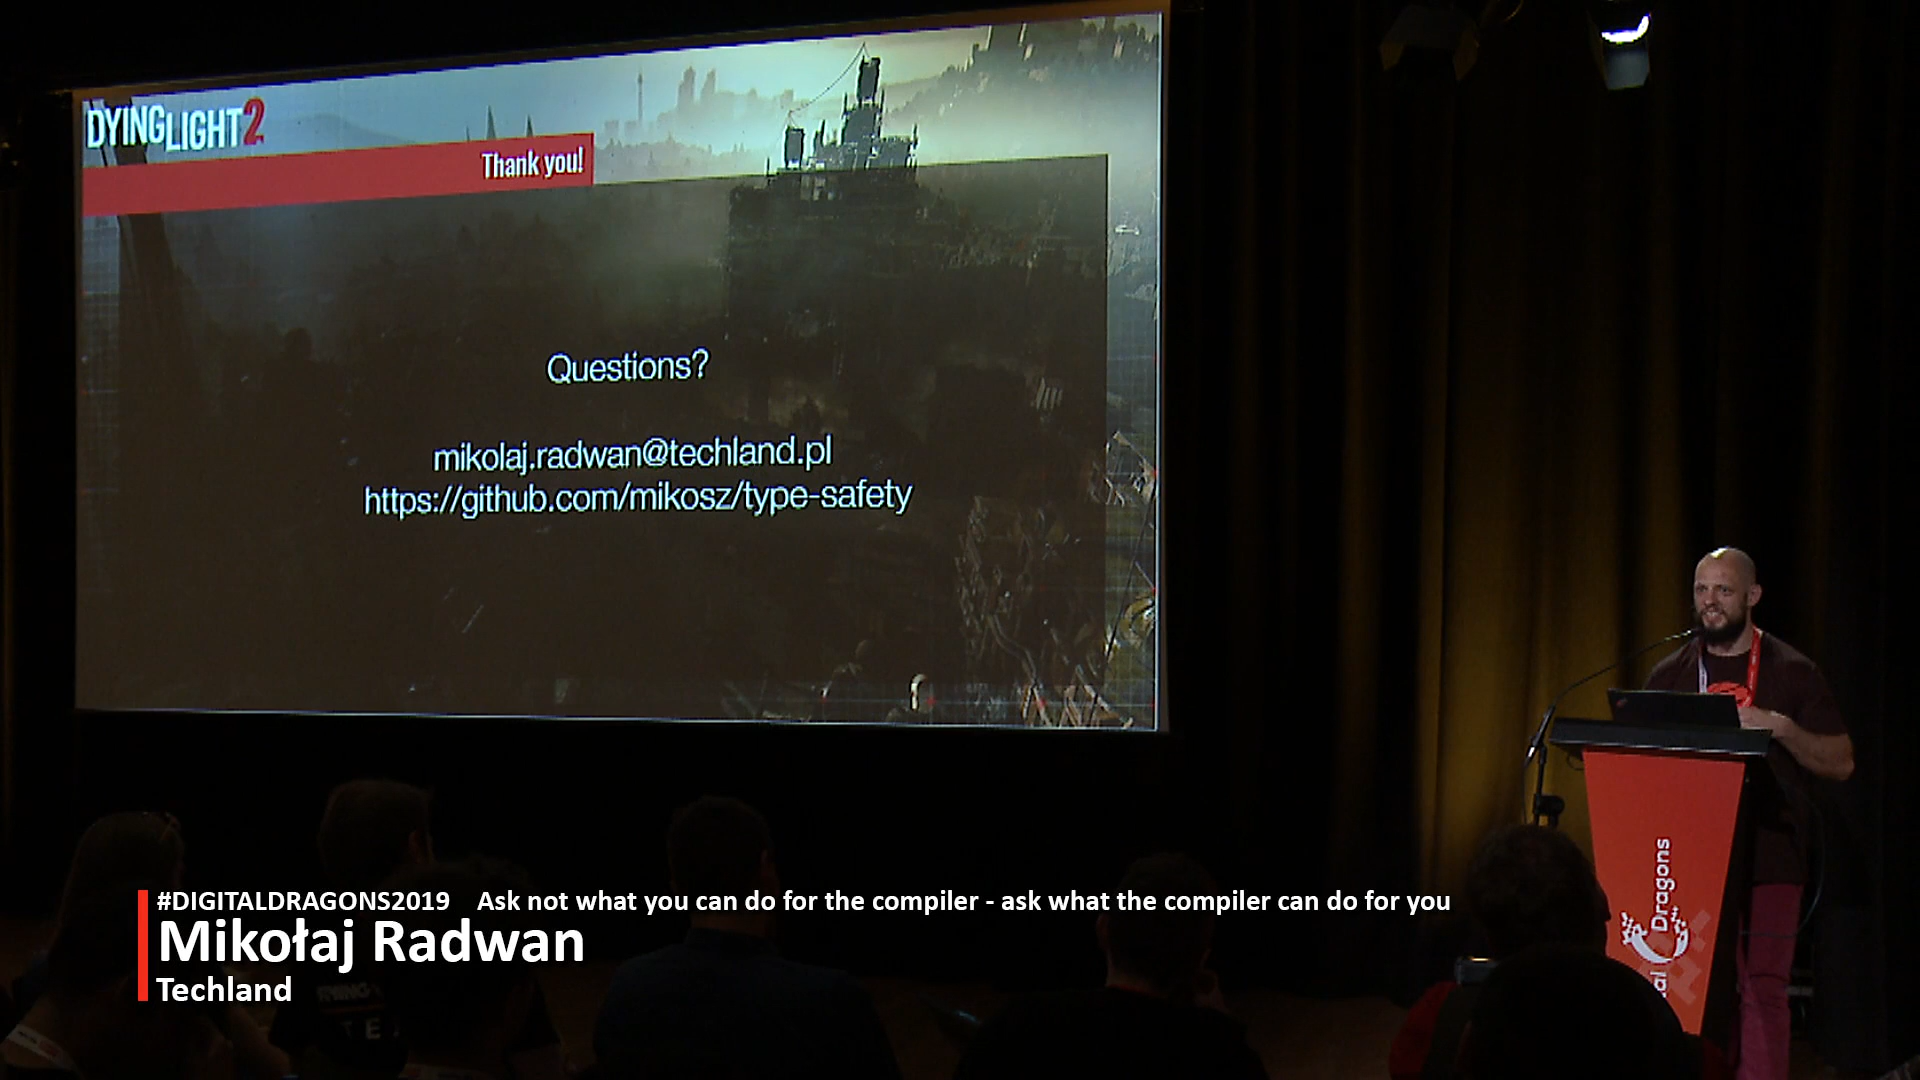 DYINGLIGHT2
Thank you!
Questions?
mikolaj.radwan@techland.pl
https://github.com/mikosz/type-safety
Dragons
#DIGITALDRAGONS2019 Ask not what you can do for the compiler - ask what the compiler can do for you
Mikołaj Radwan
Techland